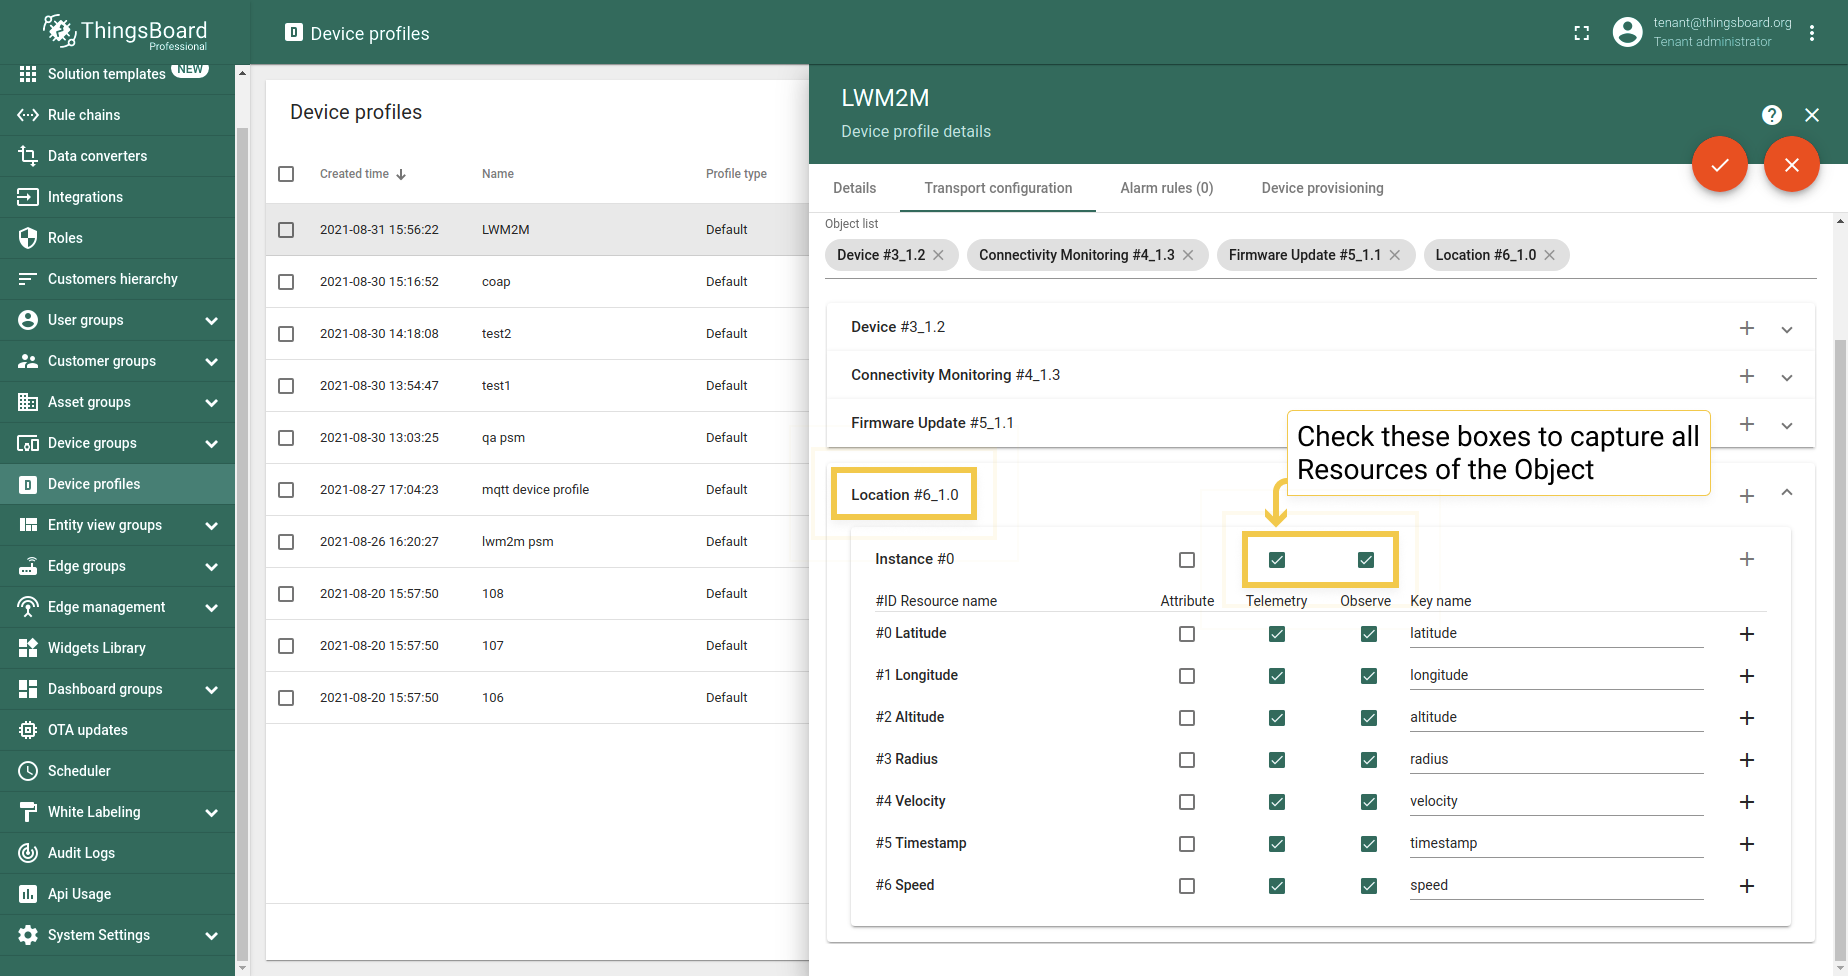 ThingsBoard
Professional
Device profiles
tenant@thingsboard.org
Tenant administrator
Solution templates NEW
Rule chains
Data converters
Integrations
Roles
Customers hierarchy
User groups
Customer groups
Asset groups
Device groups
Device profiles
Entity view groups
Edge groups
Edge management
Widgets Library
Dashboard groups
OTA updates
Scheduler
White Labeling
Audit Logs
Api Usage
System Settings
Device profiles
Created time Name Profile type
2021-08-31 15:56:22 LWM2M Default
2021-08-30 15:16:52 coap Default
2021-08-30 14:18:08 test2 Default
2021-08-30 13:54:47 test1 Default
2021-08-30 13:03:25 qa psm Default
2021-08-27 17:04:23 mqtt device profile Default
2021-08-26 16:20:27 lwm2m psm Default
2021-08-20 15:57:50 108 Default
2021-08-20 15:57:50 107 Default
2021-08-20 15:57:50 106 Default
LWM2M
Device profile details
Details Transport configuration Alarm rules (0) Device provisioning
Object list
Device #3_1.2 Connectivity Monitoring #4_1.3 Firmware Update #5_1.1 Location #6_1.0
Device #3_1.2
Connectivity Monitoring #4_1.3
Firmware Update #5_1.1
Check these boxes to capture all
Resources of the Object
Location #6_1.0
Instance #0
#ID Resource name Attribute Telemetry Observe Key name
#0 Latitude latitude
#1 Longitude longitude
#2 Altitude altitude
#3 Radius radius
#4 Velocity velocity
#5 Timestamp timestamp
#6 Speed speed